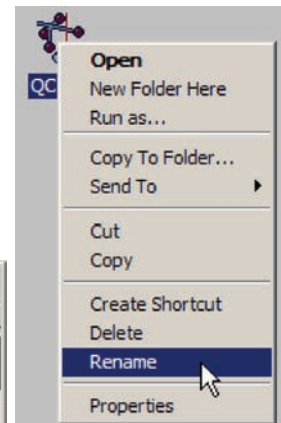 QC
Open
New Folder Here
Run as...
Copy To Folder...
Send To
Cut
Copy
Create Shortcut
Delete
Rename
Properties